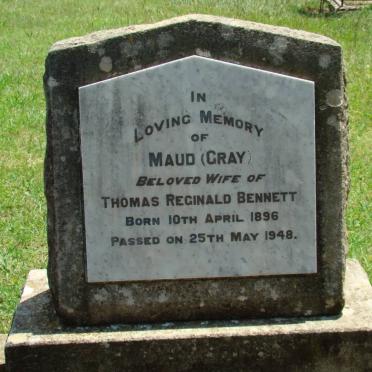 In
Loving Memory
of
Maud (Gray)
Beloved Wife of
Thomas Reginald Bennett
Born 10th April 1896
Passed on 25th May 1948.